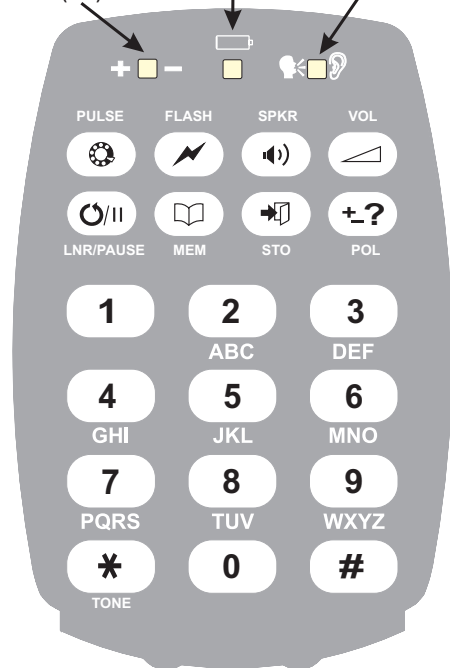 + −
PULSE FLASH SPKR VOL
/II +_?
LNR/PAUSE MEM STO POL
1 2 3
ABC DEF
4 5 6
GHI JKL MNO
7 8 9
PQRS TUV WXYZ
* 0 #
TONE